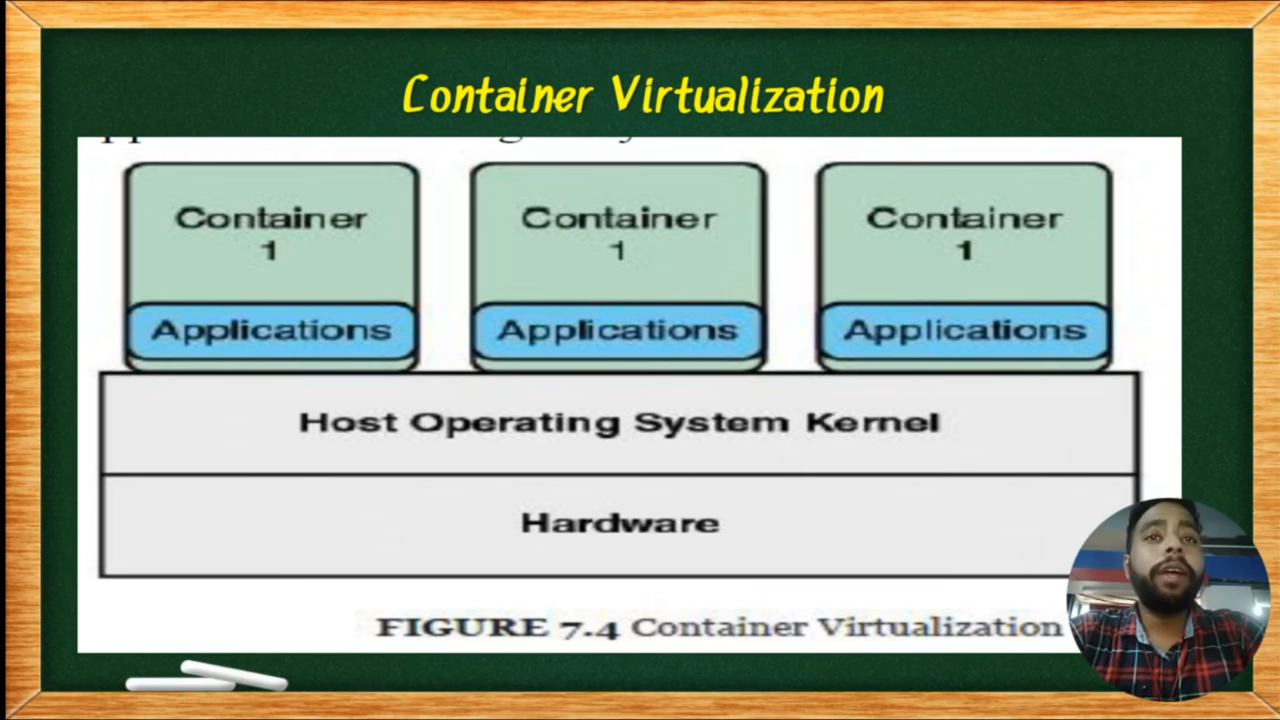 Container Virtualization
Container
1
Container
1
Container
1
Applications
Applications
Applications
Host Operating System Kernel
Hardware
FIGURE 7.4 Container Virtualization